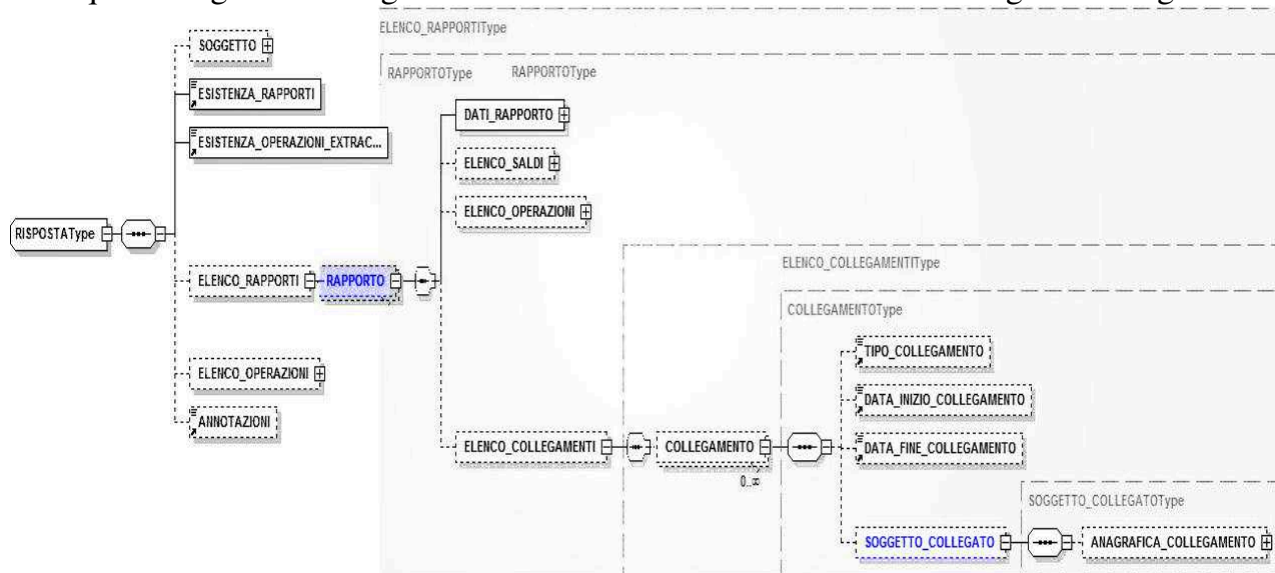 ELENCO_RAPPORTIType
SOGGETTO
RAPPORTOType RAPPORTOType
ESISTENZA_RAPPORTI
DATI_RAPPORTO
ESISTENZA_OPERAZIONI_EXTRAC...
ELENCO_SALDI
ELENCO_OPERAZIONI
RISPOSTAType
ELENCO_RAPPORTI
RAPPORTO
ELENCO_COLLEGAMENTIType
COLLEGAMENTOType
TIPO_COLLEGAMENTO
ELENCO_OPERAZIONI
DATA_INIZIO_COLLEGAMENTO
ANNOTAZIONI
ELENCO_COLLEGAMENTI
COLLEGAMENTO
DATA_FINE_COLLEGAMENTO
0..∞
SOGGETTO_COLLEGATOType
SOGGETTO_COLLEGATO
ANAGRAFICA_COLLEGAMENTO